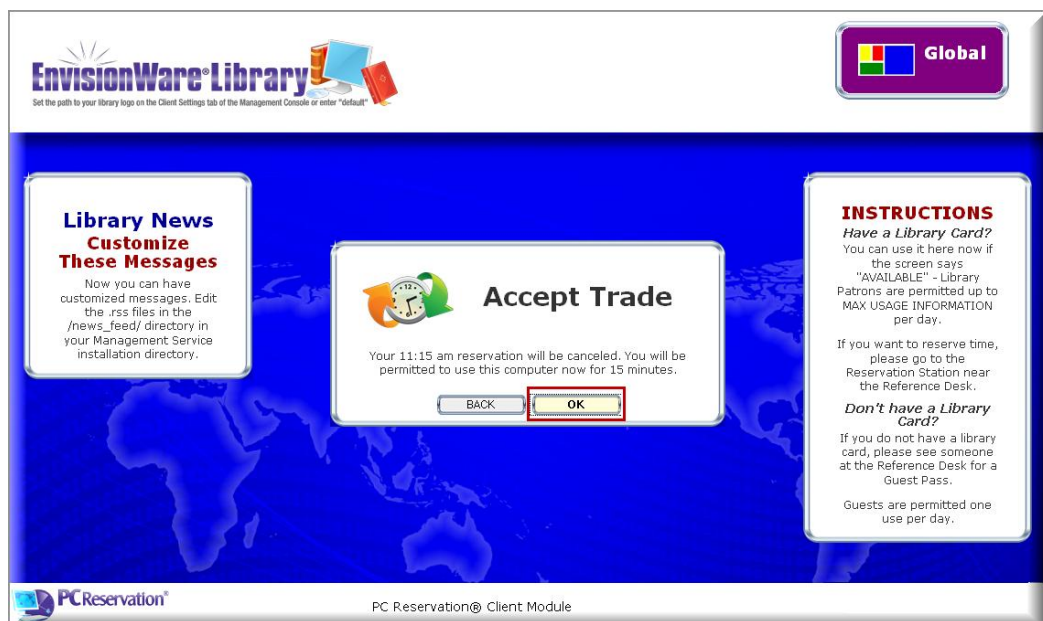 EnvisionWare® Library
Set the path to your library logo on the Client Settings tab of the Management Console or enter "default"
Global
Library News
Customize
These Messages
Now you can have
customized messages. Edit
the .rss files in the
/news_feed/ directory in
your Management Service
installation directory.
12
Accept Trade
Your 11:15 am reservation will be canceled. You will be
permitted to use this computer now for 15 minutes.
BACK
OK
INSTRUCTIONS
Have a Library Card?
You can use it here now if
the screen says
"AVAILABLE" - Library
Patrons are permitted up to
MAX USAGE INFORMATION
per day.
If you want to reserve time,
please go to the
Reservation Station near
the Reference Desk.
Don't have a Library
Card?
If you do not have a library
card, please see someone
at the Reference Desk for a
Guest Pass.
Guests are permitted one
use per day.
PCReservation®
PC Reservation® Client Module